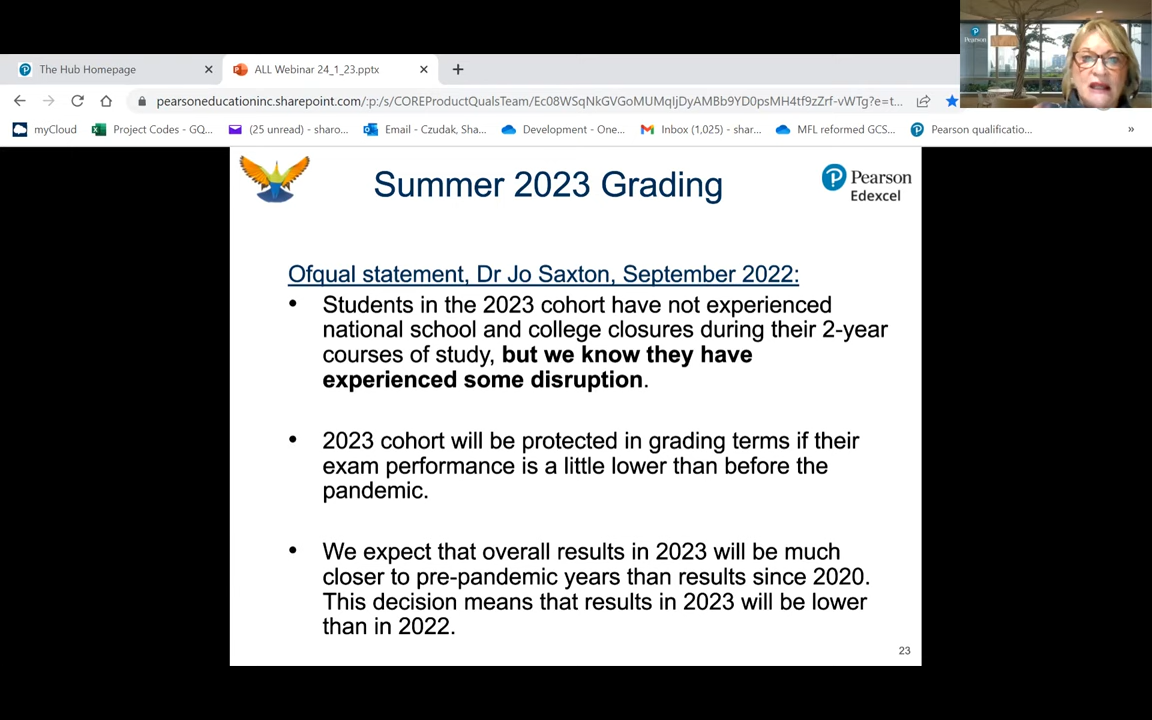 Pearson
The Hub Homepage
ALL Webinar 24_1_23.pptx
pearsoneducationinc.sharepoint.com/:p:/s/COREProductQualsTeam/Ec08WSqNkGVGoMUMqIjDyAMBb9YD0psMH4tf9zZrf-vWTg?e=t...
myCloud
Project Codes - GQ...
(25 unread) - sharo...
Email - Czudak, Sha...
Development - One...
Inbox (1,025) - shar...
MFL reformed GCS...
Pearson qualificatio...
»
Summer 2023 Grading
Pearson
Edexcel
Ofqual statement, Dr Jo Saxton, September 2022:
• Students in the 2023 cohort have not experienced
national school and college closures during their 2-year
courses of study, but we know they have
experienced some disruption.
• 2023 cohort will be protected in grading terms if their
exam performance is a little lower than before the
pandemic.
• We expect that overall results in 2023 will be much
closer to pre-pandemic years than results since 2020.
This decision means that results in 2023 will be lower
than in 2022.
23